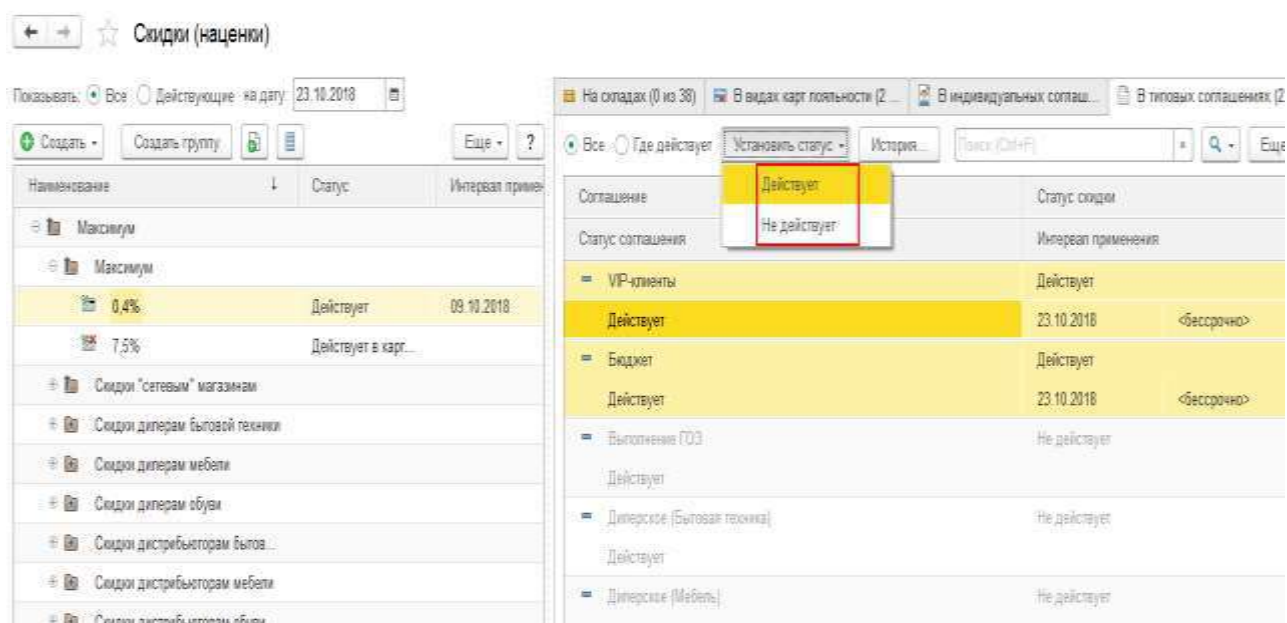 Скидки (наценки)
Показывать: Все Действующие на дату: 23.10.2018
Создать Создать группу Еще ?
Наименование Статус Интервал примен
Максимум
Максимум
0,4% Действует 09.10.2018
7,5% Действует в карт...
Скидки "сетевым" магазинам
Скидки дилерам бытовой техники
Скидки дилерам мебели
Скидки дилерам обуви
Скидки дистрибьюторам бытов...
Скидки дистрибьюторам мебели
Скидки дистрибьюторам обуви
На складах (0 из 38) В видах карт лояльности (2 ... В индивидуальных соглаш... В типовых соглашениях (2
Все Где действует Установить статус История... Поиск (Ctrl+F) Еще
Действует
Не действует
Соглашение Статус скидки
Статус соглашения Интервал применения
VIP-клиенты Действует
Действует 23.10.2018 <бессрочно>
Бюджет Действует
Действует 23.10.2018 <бессрочно>
Выполнение ГОЗ Не действует
Действует
Дилерское (Бытовая техника) Не действует
Действует
Дилерское (Мебель) Не действует